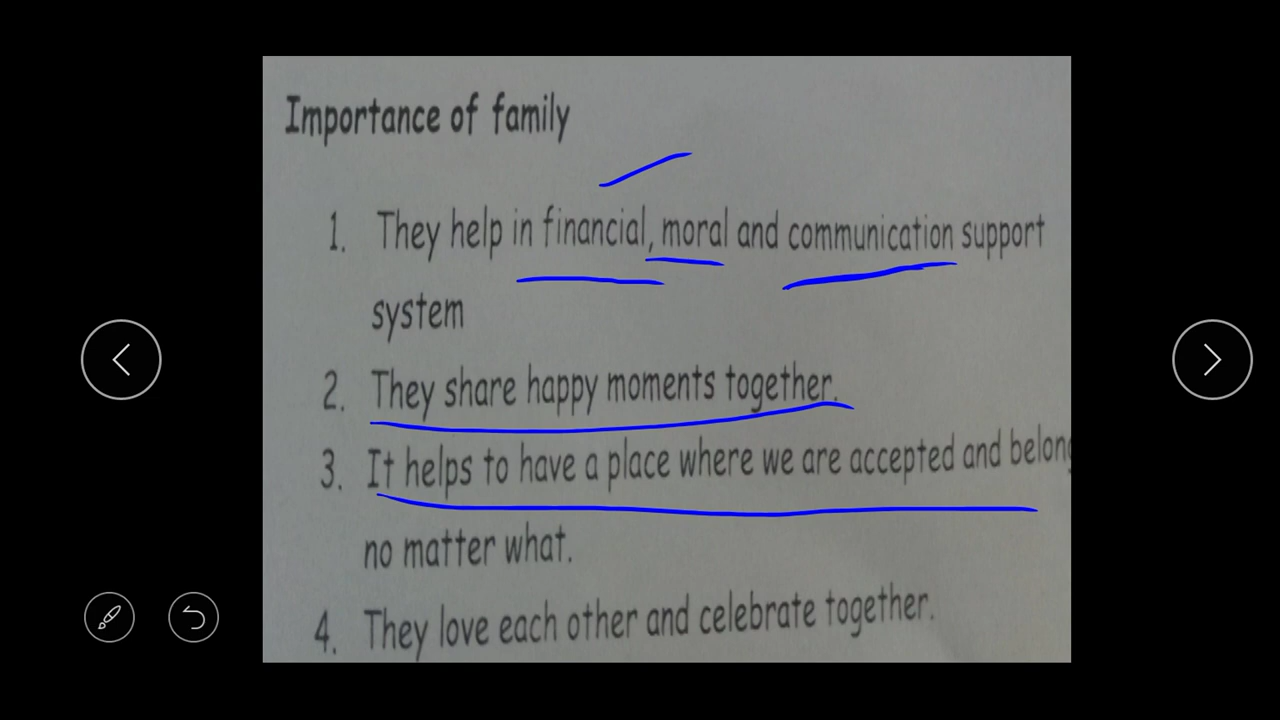 Importance of family
1. They help in financial, moral and communication support
system
2. They share happy moments together.
3. It helps to have a place where we are accepted and belong
no matter what.
4. They love each other and celebrate together.